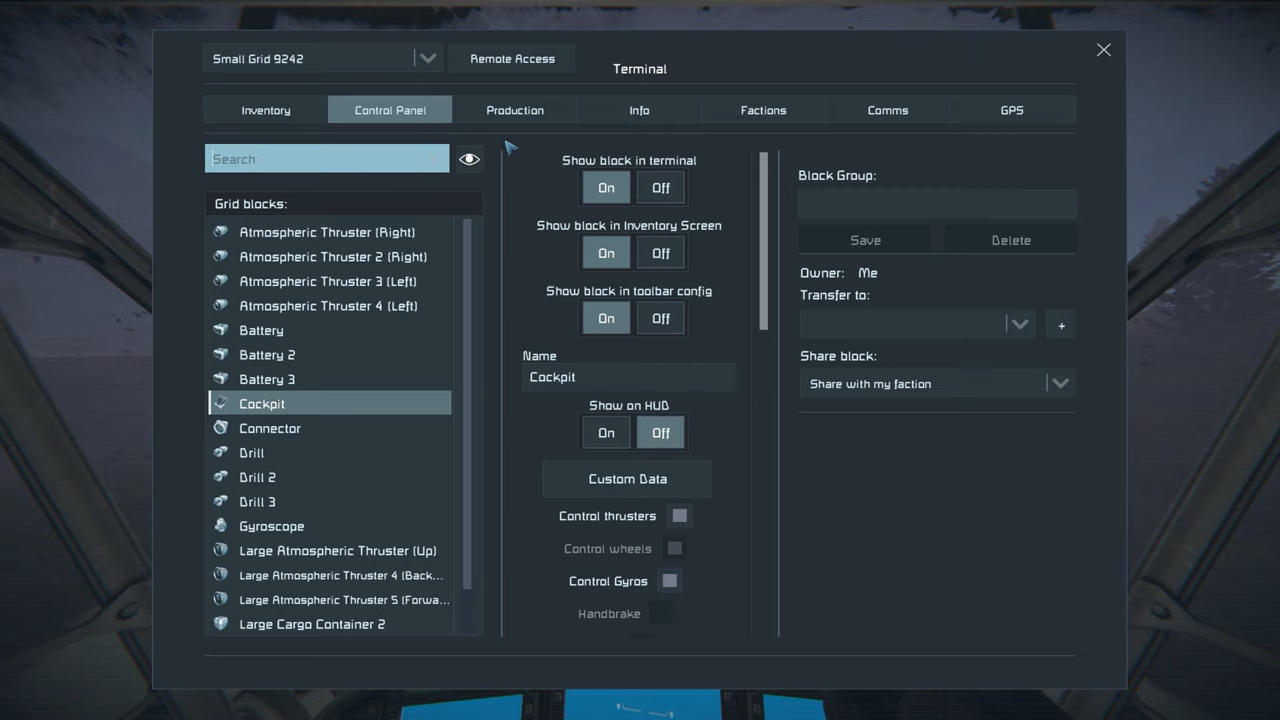 Small Grid 9242
Remote Access
Terminal
Inventory
Control Panel
Production
Info
Factions
Comms
GPS
Search
Grid blocks:
Atmospheric Thruster (Right)
Atmospheric Thruster 2 (Right)
Atmospheric Thruster 3 (Left)
Atmospheric Thruster 4 (Left)
Battery
Battery 2
Battery 3
Cockpit
Connector
Drill
Drill 2
Drill 3
Gyroscope
Large Atmospheric Thruster (Up)
Large Atmospheric Thruster 4 (Back...
Large Atmospheric Thruster 5 (Forwa...
Large Cargo Container 2
Show block in terminal
On Off
Show block in Inventory Screen
On Off
Show block in toolbar config
On Off
Name
Cockpit
Show on HUD
On Off
Custom Data
Control thrusters
Control wheels
Control Gyros
Handbrake
Block Group:
Save Delete
Owner: Me
Transfer to:
+
Share block:
Share with my faction